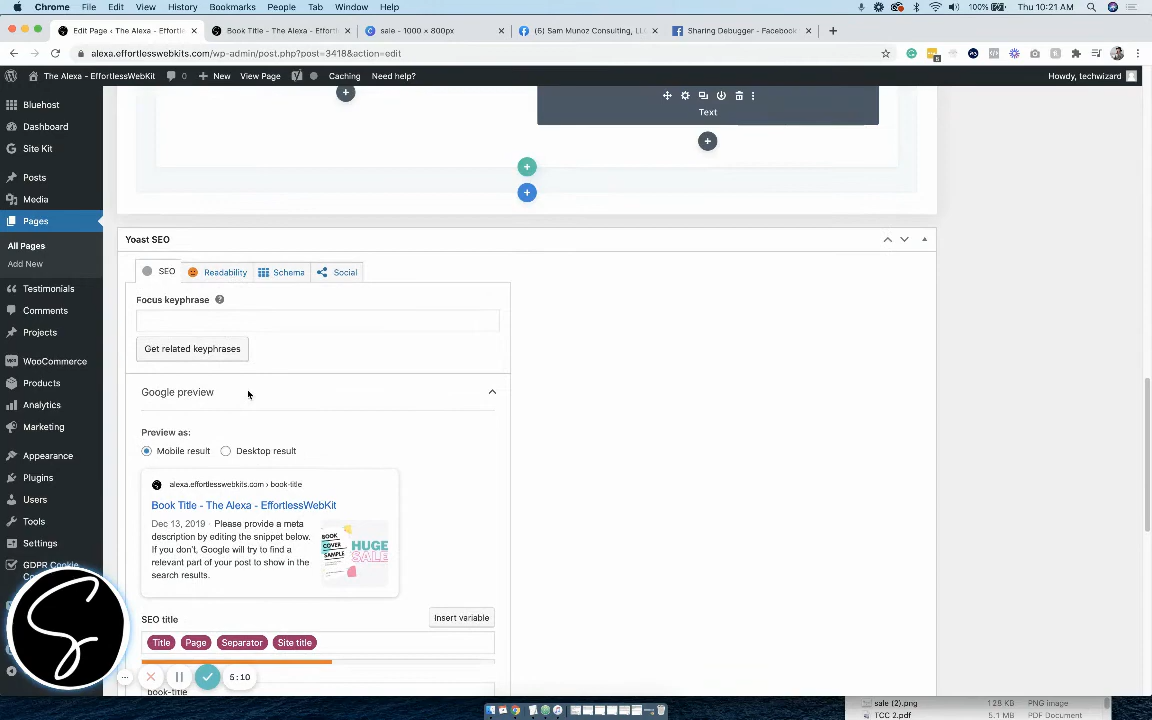 Chrome File Edit View History Bookmarks People Tab Window Help 100% Thu 10:21 AM
Edit Page ‹ The Alexa – Effortles × Book Title - The Alexa - Effortl × sale - 1000 × 800px × (6) Sam Munoz Consulting, LL × Sharing Debugger - Facebook ×
alexa.effortlesswebkits.com/wp-admin/post.php?post=3418&action=edit
The Alexa - EffortlessWebKit New View Page Caching Need help? Howdy, techwizard
Bluehost
Dashboard
Site Kit
Posts
Media
Pages
All Pages
Add New
Testimonials
Comments
Projects
WooCommerce
Products
Analytics
Marketing
Appearance
Plugins
Users
Tools
Settings
GDPR Cookie
Text
Yoast SEO
SEO Readability Schema Social
Focus keyphrase ?
Get related keyphrases
Google preview
Preview as:
Mobile result Desktop result
alexa.effortlesswebkits.com › book-title
Book Title - The Alexa - EffortlessWebKit
Dec 13, 2019 · Please provide a meta
description by editing the snippet below.
If you don't, Google will try to find a
relevant part of your post to show in the
search results.
BOOK
COVER
SAMPLE
HUGE
SALE
SEO title
Insert variable
Title Page Separator Site title
book-title
5:10
sale (2).png 128 KB PNG image
TCC 2.pdf 5.1 MB PDF Document